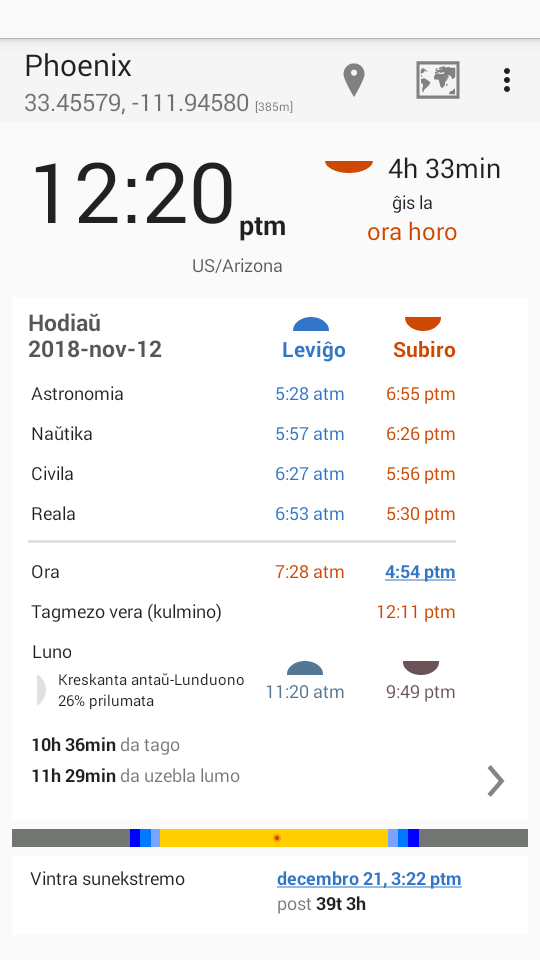 Phoenix
33.45579, -111.94580 [385m]
12:20 ptm
US/Arizona
4h 33min
ĝis la
ora horo
Hodiaŭ
2018-nov-12
Leviĝo Subiro
Astronomia 5:28 atm 6:55 ptm
Naŭtika 5:57 atm 6:26 ptm
Civila 6:27 atm 5:56 ptm
Reala 6:53 atm 5:30 ptm
Ora 7:28 atm 4:54 ptm
Tagmezo vera (kulmino) 12:11 ptm
Luno
Kreskanta antaŭ-Lunduono
26% prilumata
11:20 atm 9:49 ptm
10h 36min da tago
11h 29min da uzebla lumo
Vintra sunekstremo decembro 21, 3:22 ptm
post 39t 3h